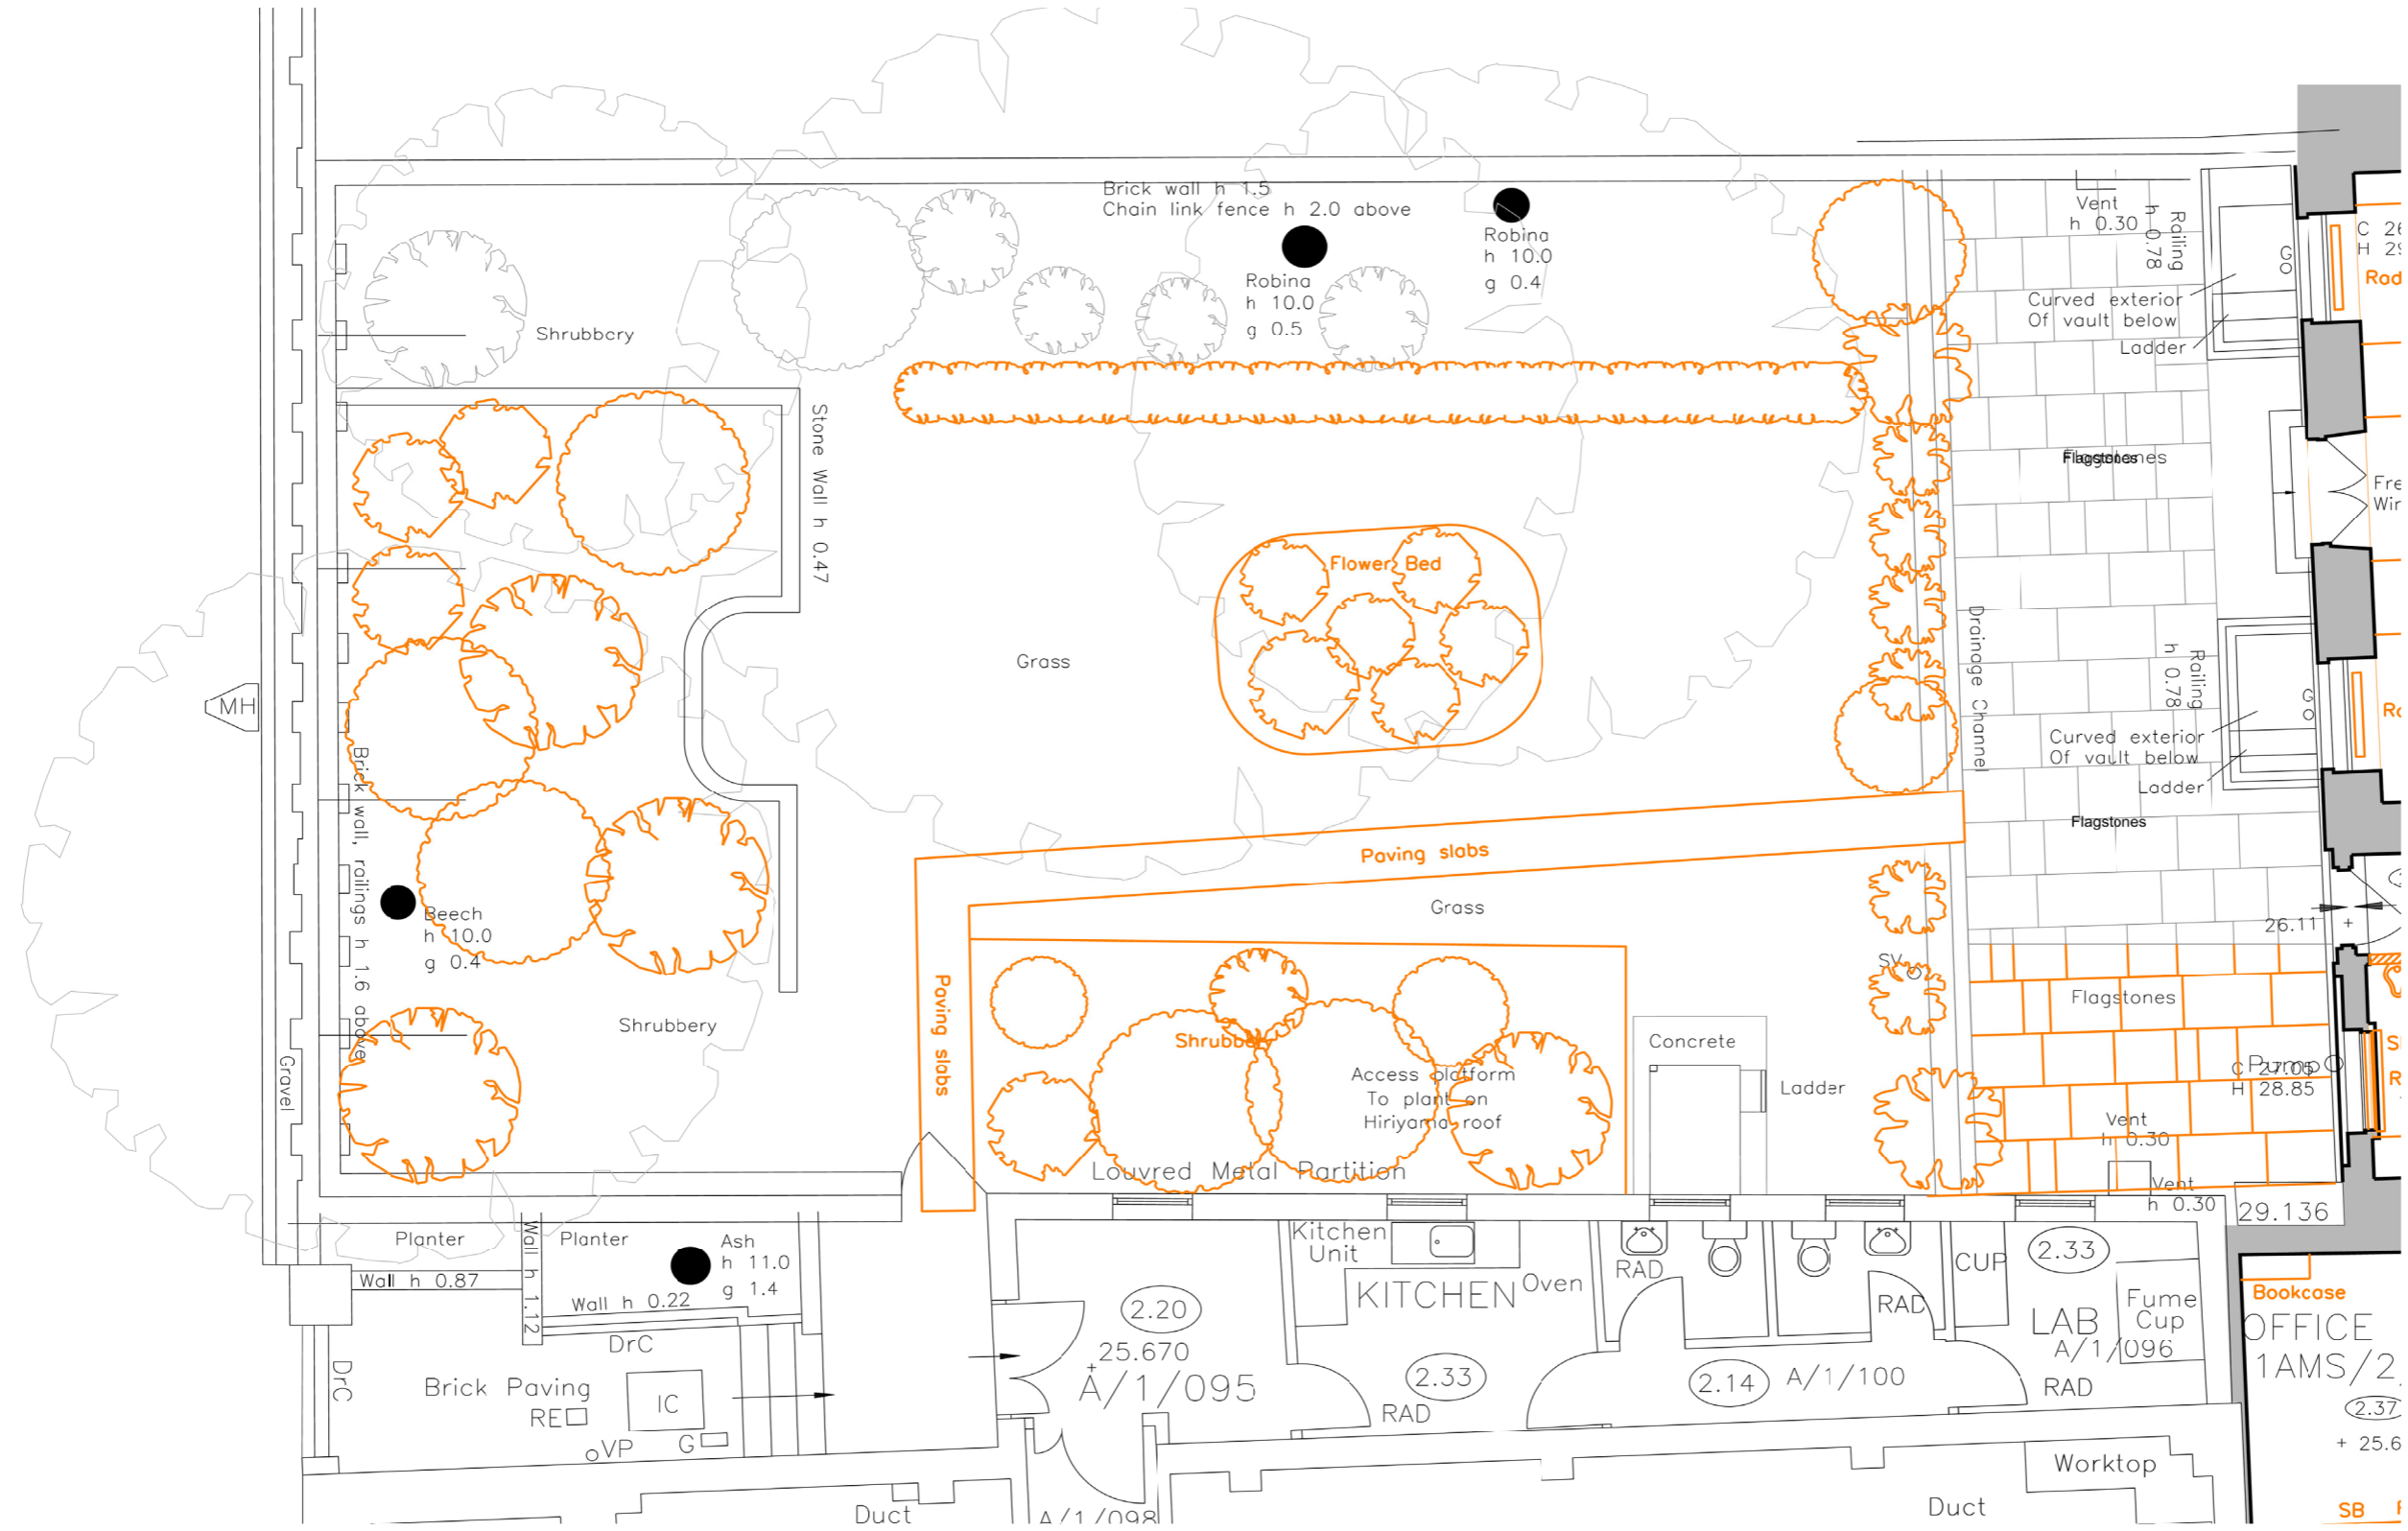 Brick wall h 1.5
Chain link fence h 2.0 above
Robina
h 10.0
g 0.4
Robina
h 10.0
g 0.5
Shrubbery
Vent
h 0.30
Railing
h 0.78
C 26
H 29
Rad
Curved exterior
Of vault below
Ladder
Stone Wall h 0.47
Flagstones
Fre
Wir
Flower Bed
Grass
Drainage Channel
Railing
h 0.78
MH
Curved exterior
Of vault below
Ladder
Brick wall, railings h 1.6 above
Flagstones
Paving slabs
Grass
Beech
h 10.0
g 0.4
26.11
SV
Flagstones
Paving slabs
Shrubbery
Concrete
Access platform
To plant on
Hiriyama roof
Ladder
Pump
C 27.05
H 28.85
Gravel
Vent
h 0.30
Louvred Metal Partition
Vent
h 0.30
29.136
Planter
Planter
Wall h 1.12
Ash
h 11.0
g 1.4
Wall h 0.87
Wall h 0.22
DrC
DrC
Brick Paving
IC
RE
VP
G
2.20
25.670
A/1/095
Kitchen
Unit
KITCHEN
Oven
2.33
RAD
RAD
RAD
2.14
A/1/100
CUP
2.33
LAB
A/1/096
Fume
Cup
RAD
Bookcase
OFFICE
1AMS/2
2.37
+ 25.6
Worktop
Duct
A/1/098
Duct
SB